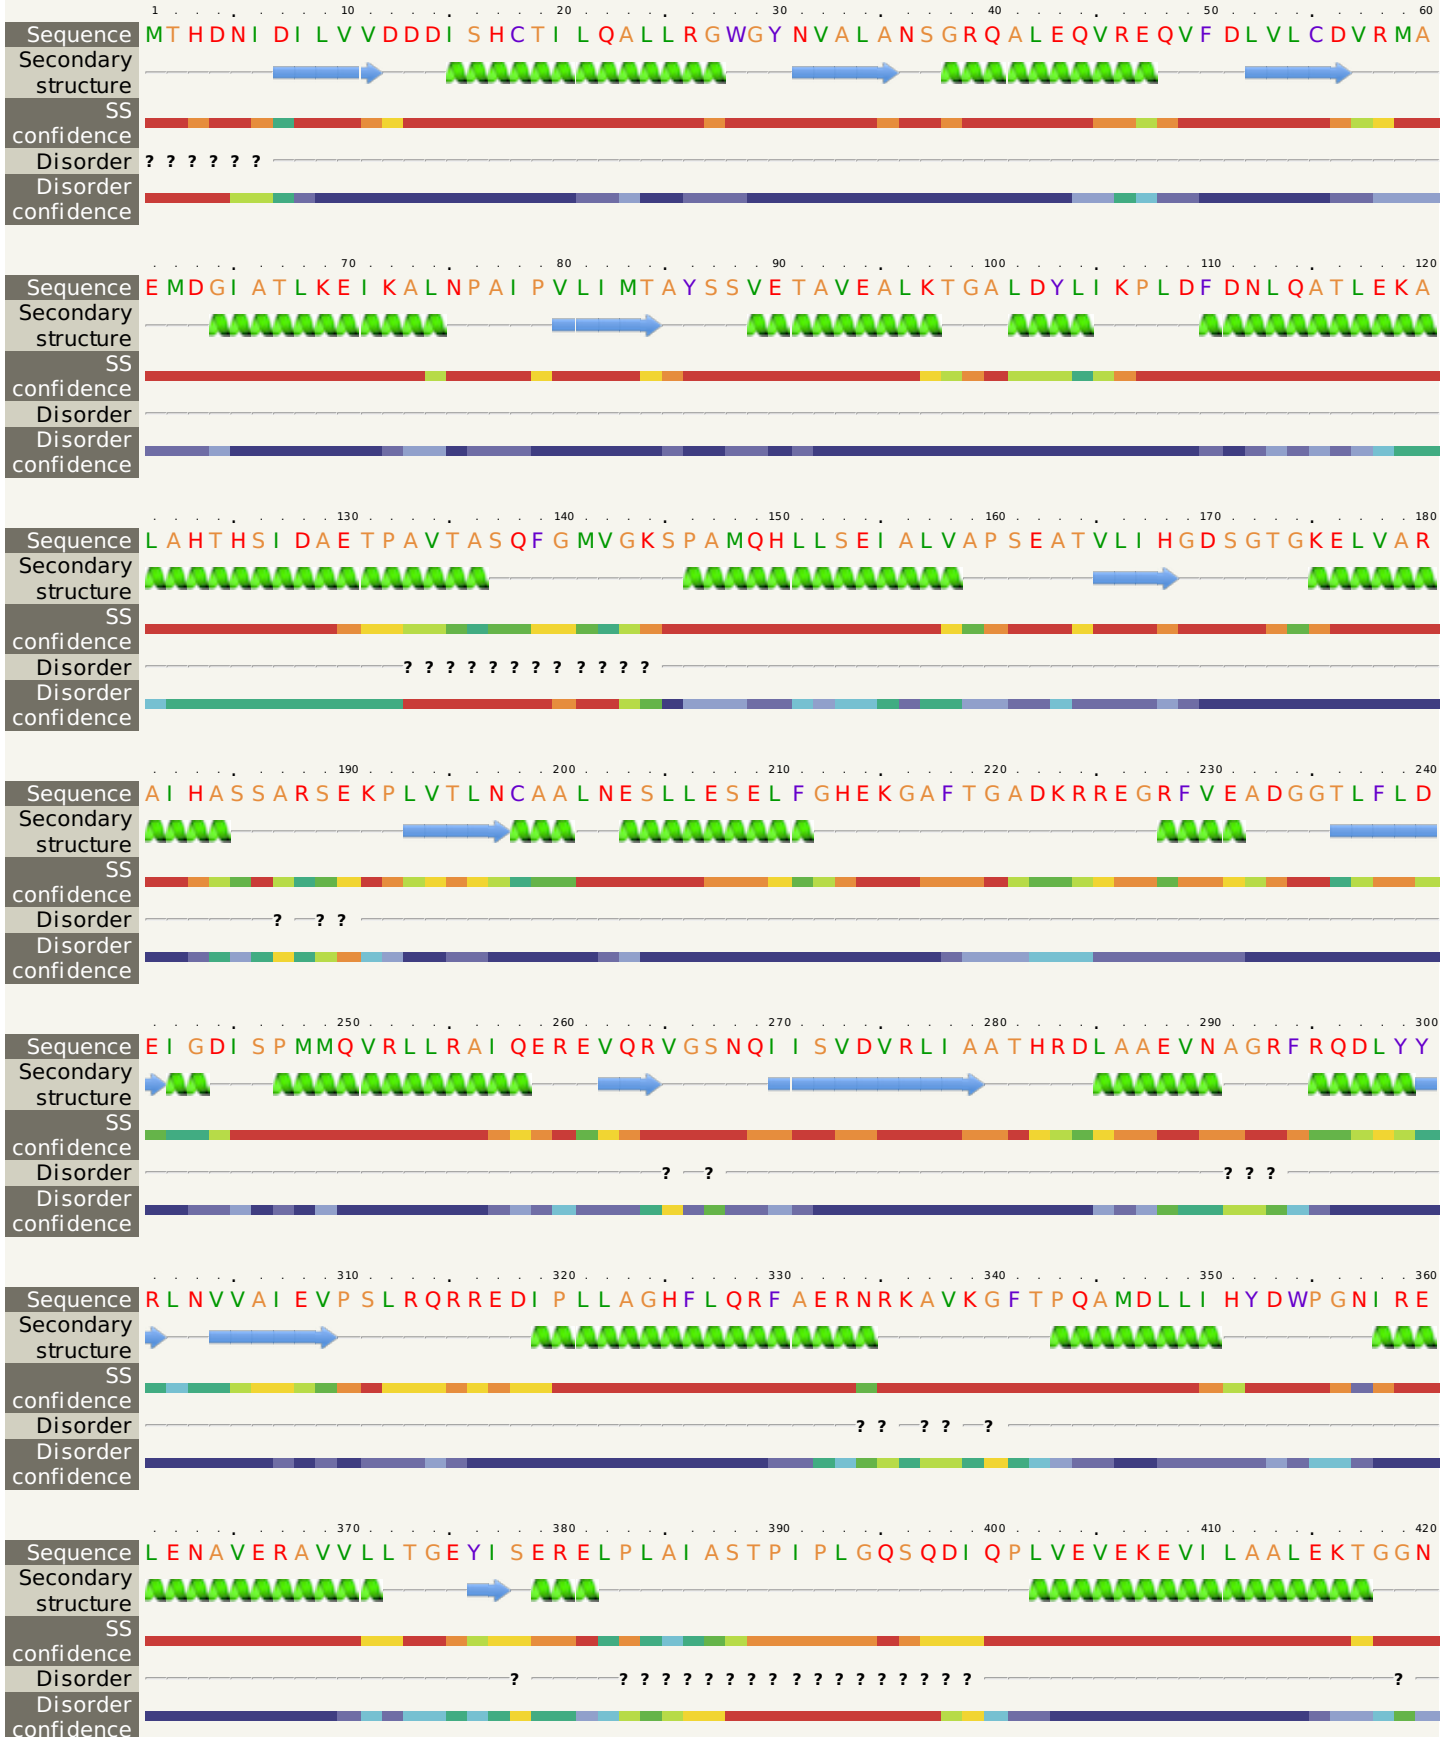 1 . . . . . . . . 10 . . . . . . . . . 20 . . . . . . . . . 30 . . . . . . . . . 40 . . . . . . . . . 50 . . . . . . . . . 60
Sequence MTHDNIDILVVDDDISHCTILQALLRGWGYNVALANSGRQALEQVREQVFDLVLCDVRMA
Secondary
structure
SS
confidence
Disorder ? ? ? ? ? ?
Disorder
confidence
. . . . . . . . . 70 . . . . . . . . . 80 . . . . . . . . . 90 . . . . . . . . . 100 . . . . . . . . . 110 . . . . . . . . . 120
Sequence EMDGIATLKEIKALNPAIPVLIMTAYSSVETAVEALKTGALDYLIKPLDFDNLQATLEKA
Secondary
structure
SS
confidence
Disorder
Disorder
confidence
. . . . . . . . . 130 . . . . . . . . . 140 . . . . . . . . . 150 . . . . . . . . . 160 . . . . . . . . . 170 . . . . . . . . . 180
Sequence LAHTHSIDAETPAVTASQFGMVGKSPAMQHLLSEIALVAPSEATVLIHGDSGTGKELVAR
Secondary
structure
SS
confidence
Disorder ? ? ? ? ? ? ? ? ? ? ? ?
Disorder
confidence
. . . . . . . . . 190 . . . . . . . . . 200 . . . . . . . . . 210 . . . . . . . . . 220 . . . . . . . . . 230 . . . . . . . . . 240
Sequence AIHASSARSEKPLVTLNCAALNESLLESELFGHEKGAFTGADKRREGRFVEADGGTLFLD
Secondary
structure
SS
confidence
Disorder ? ? ?
Disorder
confidence
. . . . . . . . . 250 . . . . . . . . . 260 . . . . . . . . . 270 . . . . . . . . . 280 . . . . . . . . . 290 . . . . . . . . . 300
Sequence EIGDISPMMQVRLLRAIQEREVQRVGSNQIISVDVRLIAATHRDLAAEVNAGRFRQDLYY
Secondary
structure
SS
confidence
Disorder ? ? ? ? ?
Disorder
confidence
. . . . . . . . . 310 . . . . . . . . . 320 . . . . . . . . . 330 . . . . . . . . . 340 . . . . . . . . . 350 . . . . . . . . . 360
Sequence RLNVVAIEVPSLRQRREDIPLLAGHFLQRFAERNRKAVKGFTPQAMDLLIHYDWPGNIRE
Secondary
structure
SS
confidence
Disorder ? ? ? ? ?
Disorder
confidence
. . . . . . . . . 370 . . . . . . . . . 380 . . . . . . . . . 390 . . . . . . . . . 400 . . . . . . . . . 410 . . . . . . . . . 420
Sequence LENAVERAVVLLTGEYISERELPLAIASTPIPLGQSQDIQPLVEVEKEVILAALEKTGGN
Secondary
structure
SS
confidence
Disorder ? ? ? ? ? ? ? ? ? ? ? ? ? ? ? ? ? ? ?
Disorder
confidence